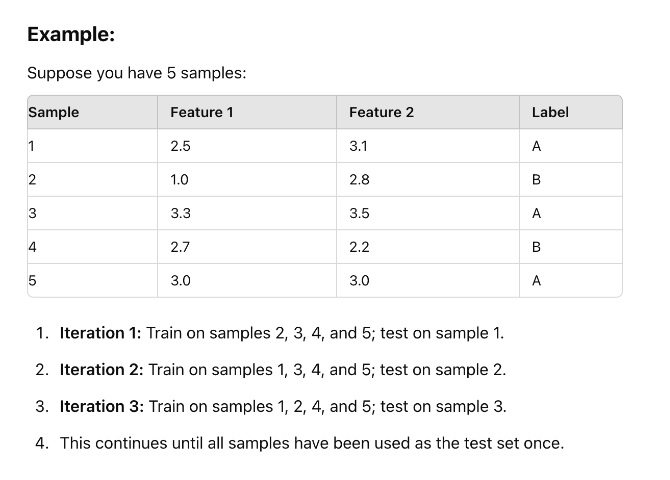 Example:
Suppose you have 5 samples:
Sample Feature 1 Feature 2 Label
1 2.5 3.1 A
2 1.0 2.8 B
3 3.3 3.5 A
4 2.7 2.2 B
5 3.0 3.0 A
1. Iteration 1: Train on samples 2, 3, 4, and 5; test on sample 1.
2. Iteration 2: Train on samples 1, 3, 4, and 5; test on sample 2.
3. Iteration 3: Train on samples 1, 2, 4, and 5; test on sample 3.
4. This continues until all samples have been used as the test set once.